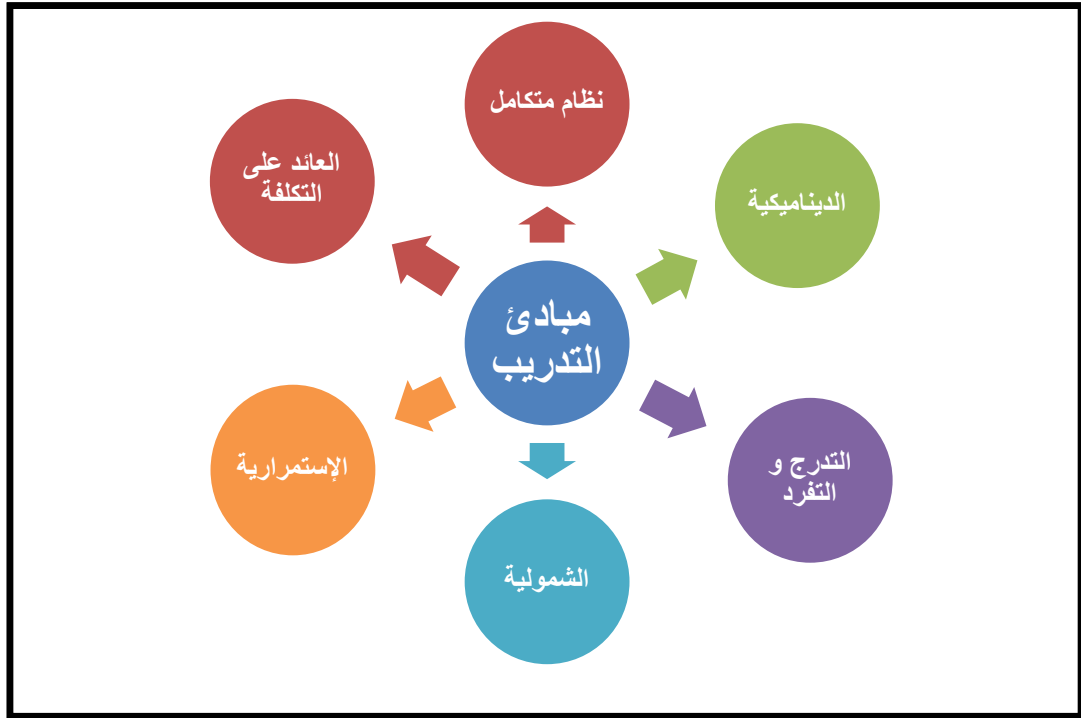 نظام متكامل
العائد على
التكلفة
الديناميكية
مبادئ
التدريب
التدرج و
التفرد
الإستمرارية
الشمولية